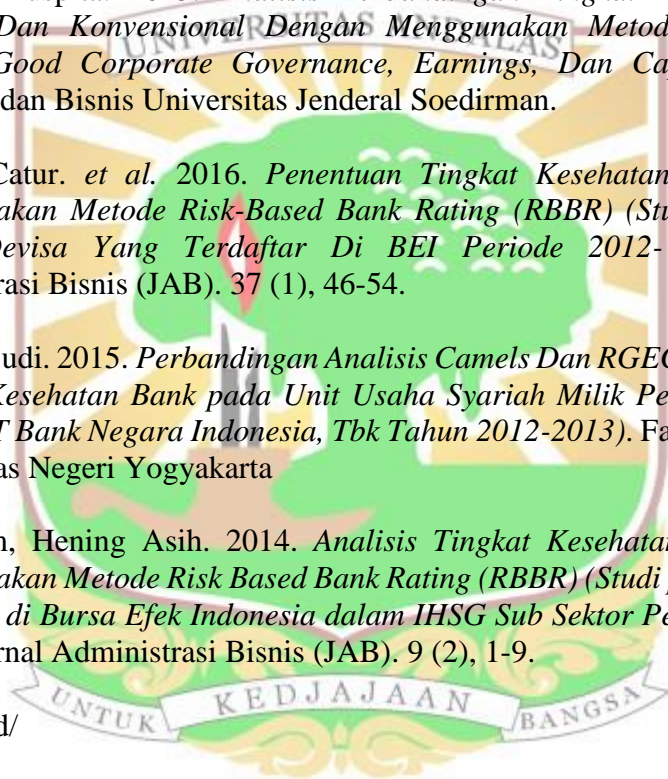 Dan Konvensional Dengan Menggunakan Metod
UNIVERSITAS ANDALAS
Good Corporate Governance, Earnings, Dan Ca
dan Bisnis Universitas Jenderal Soedirman.
Catur. et al. 2016. Penentuan Tingkat Kesehatan
akan Metode Risk-Based Bank Rating (RBBR) (Stu
Devisa Yang Terdaftar Di BEI Periode 2012-
rasi Bisnis (JAB). 37 (1), 46-54.
udi. 2015. Perbandingan Analisis Camels Dan RGEC
Kesehatan Bank pada Unit Usaha Syariah Milik Pe
T Bank Negara Indonesia, Tbk Tahun 2012-2013). Fa
as Negeri Yogyakarta
n, Hening Asih. 2014. Analisis Tingkat Kesehatan
akan Metode Risk Based Bank Rating (RBBR) (Studi
di Bursa Efek Indonesia dalam IHSG Sub Sektor Pe
rnal Administrasi Bisnis (JAB). 9 (2), 1-9.
UNTUK KEDJAJAAN BANGSA
d/